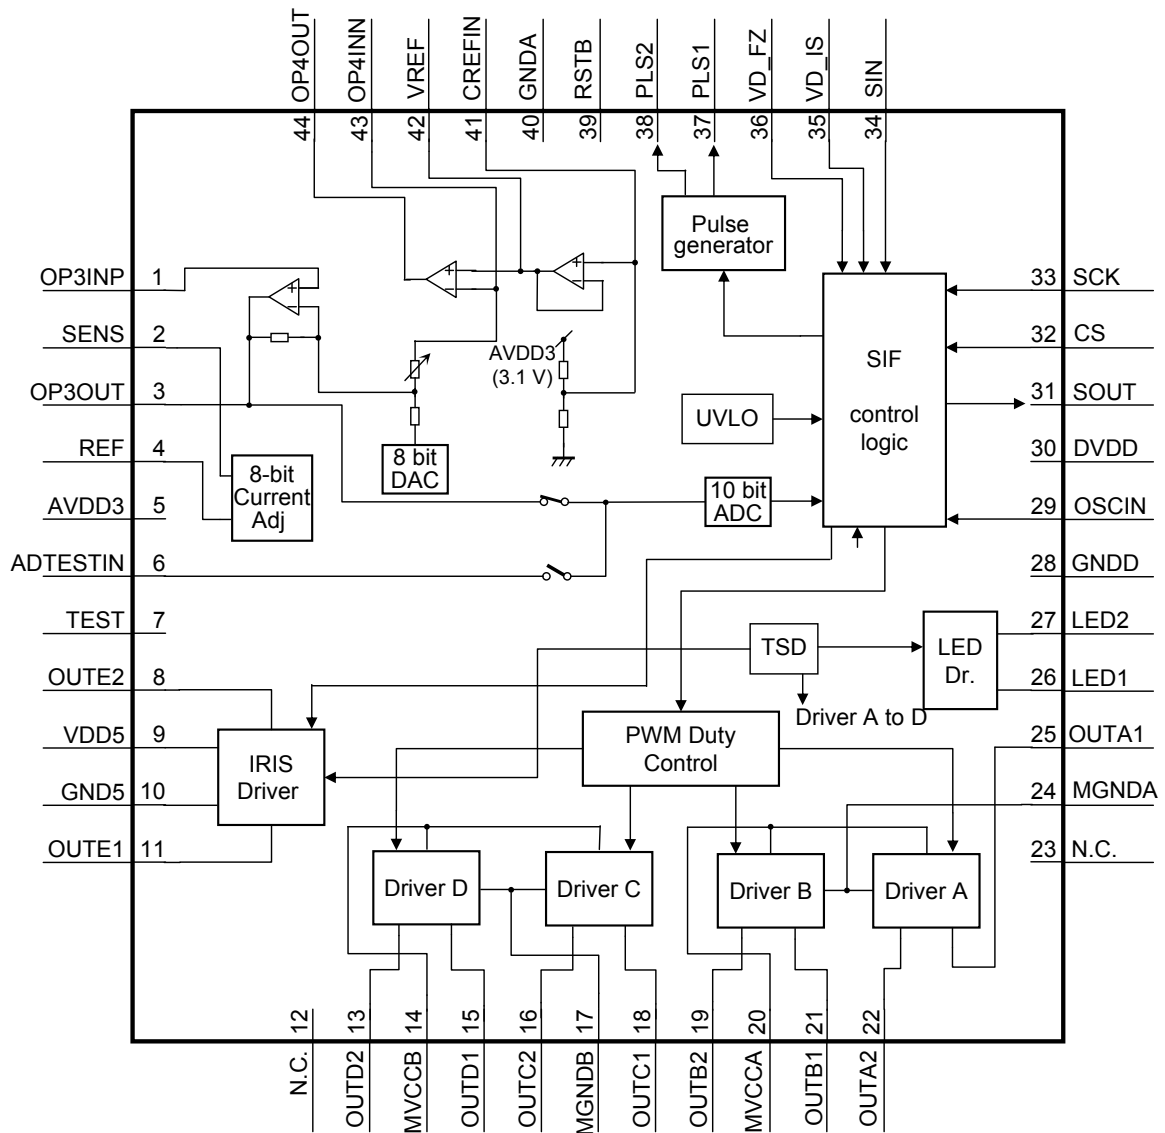 OP4OUT
OP4INN
VREF
CREFIN
GNDA
RSTB
PLS2
PLS1
VD_FZ
VD_IS
SIN
44
43
42
41
40
39
38
37
36
35
34
OP3INP 1
SENS 2
OP3OUT 3
REF 4
AVDD3 5
ADTESTIN 6
TEST 7
OUTE2 8
VDD5 9
GND5 10
OUTE1 11
Pulse
generator
+
−
+
−
+
−
AVDD3
(3.1 V)
8 bit
DAC
8-bit
Current
Adj
UVLO
10 bit
ADC
SIF
control
logic
33 SCK
32 CS
31 SOUT
30 DVDD
29 OSCIN
28 GNDD
27 LED2
26 LED1
25 OUTA1
24 MGNDA
23 N.C.
TSD
LED
Dr.
Driver A to D
PWM Duty
Control
IRIS
Driver
Driver D
Driver C
Driver B
Driver A
12
13
14
15
16
17
18
19
20
21
22
N.C.
OUTD2
MVCCB
OUTD1
OUTC2
MGNDB
OUTC1
OUTB2
MVCCA
OUTB1
OUTA2